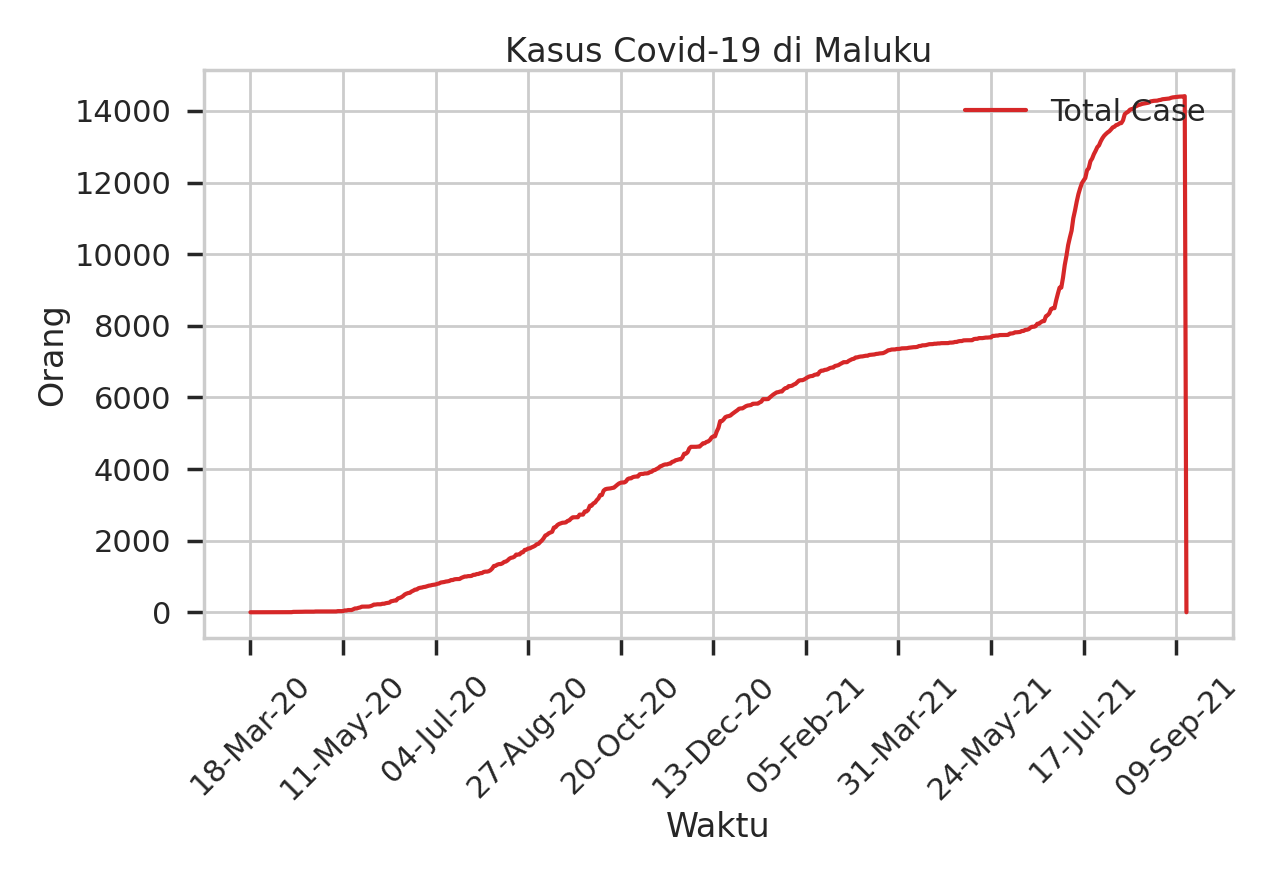 Kasus Covid-19 di Maluku
Total Case
14000
12000
10000
8000
6000
4000
2000
0
Orang
18-Mar-20
11-May-20
04-Jul-20
27-Aug-20
20-Oct-20
13-Dec-20
05-Feb-21
31-Mar-21
24-May-21
17-Jul-21
09-Sep-21
Waktu